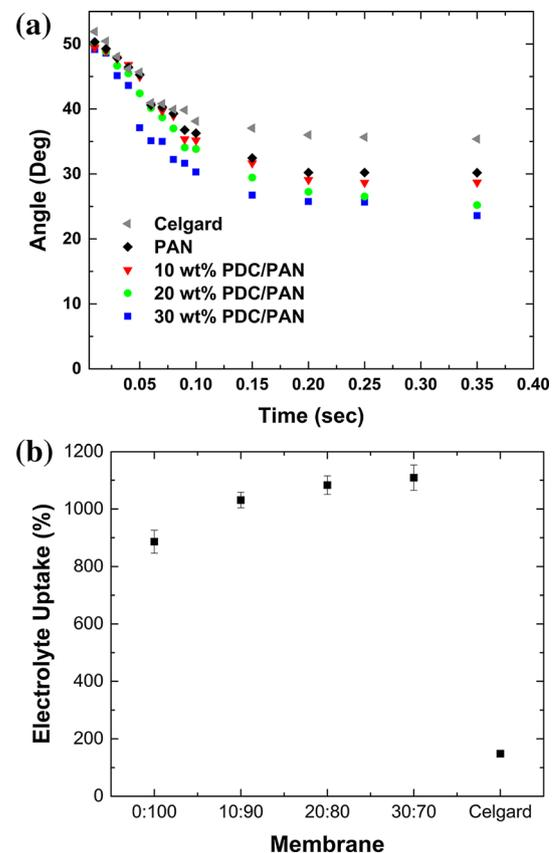 (a)
50
40
30
20
10
0
Angle (Deg)
Celgard
PAN
10 wt% PDC/PAN
20 wt% PDC/PAN
30 wt% PDC/PAN
0.05 0.10 0.15 0.20 0.25 0.30 0.35 0.40
Time (sec)
(b)
1200
1000
800
600
400
200
0
Electrolyte Uptake (%)
0:100 10:90 20:80 30:70 Celgard
Membrane